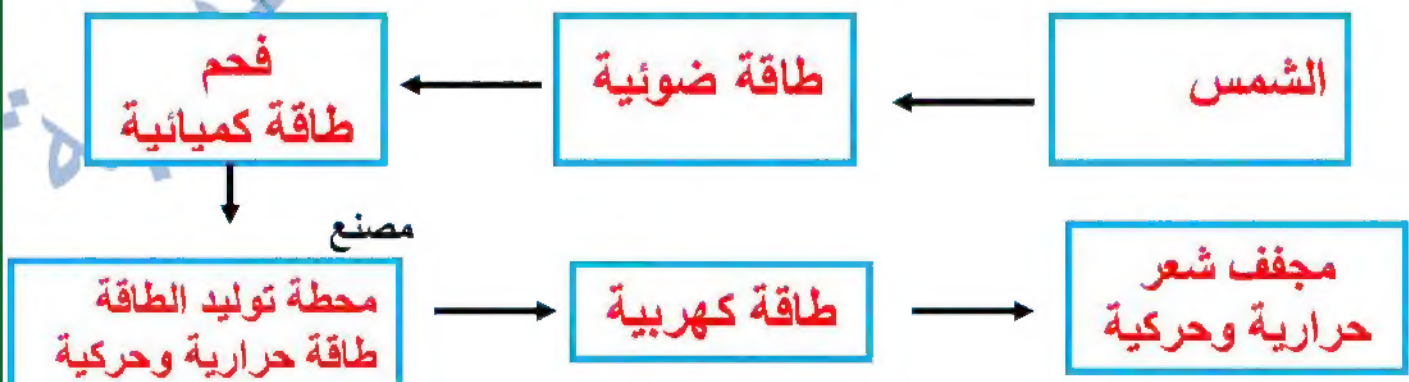 الشمس
طاقة ضوئية
فحم
طاقة كميائية
مصنع
محطة توليد الطاقة
طاقة حرارية وحركية
طاقة كهربية
مجفف شعر
حرارية وحركية